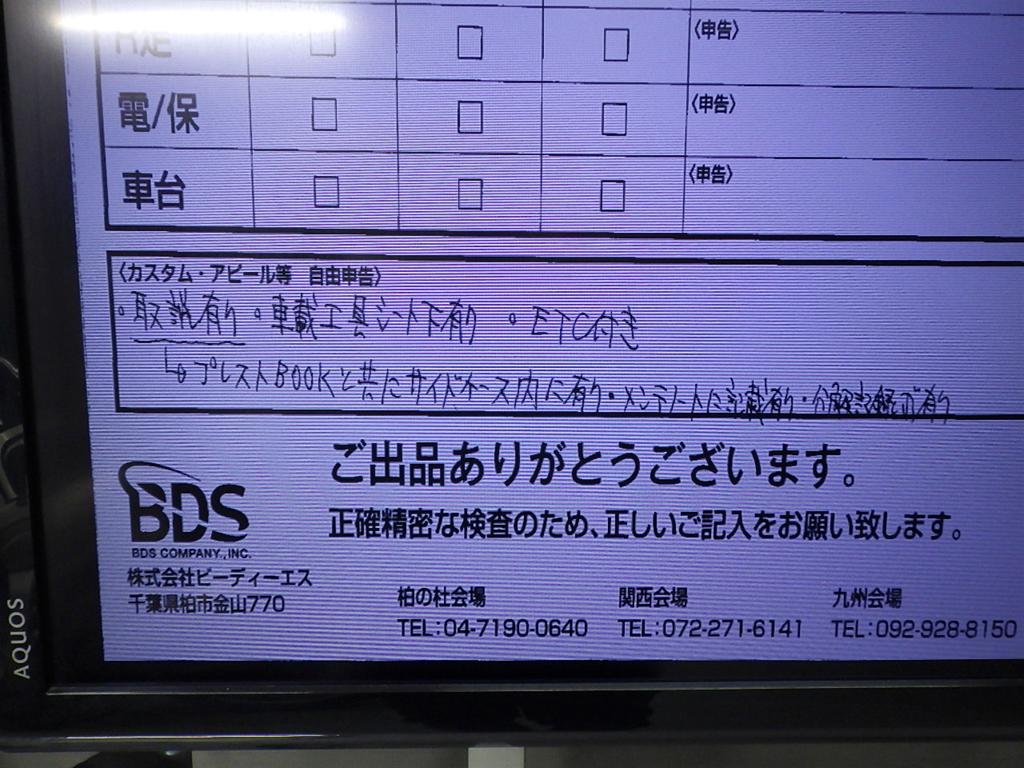 R足 〈申告〉
電/保 □ □ □ 〈申告〉
車台 □ □ □ 〈申告〉
〈カスタム・アピール等 自由申告〉
・取説有り ・車載工具シート下有り ・ETC付き
↳プレストBOOKと共にサイドケース内に有り・メンテノートに記載有り・分解記録
ご出品ありがとうございます。
正確精密な検査のため、正しいご記入をお願い致します。
BDS
BDS COMPANY.,INC.
株式会社ビーディーエス
千葉県柏市金山770
柏の杜会場 関西会場 九州会場
TEL:04-7190-0640 TEL:072-271-6141 TEL:092-928-8150
AQUOS